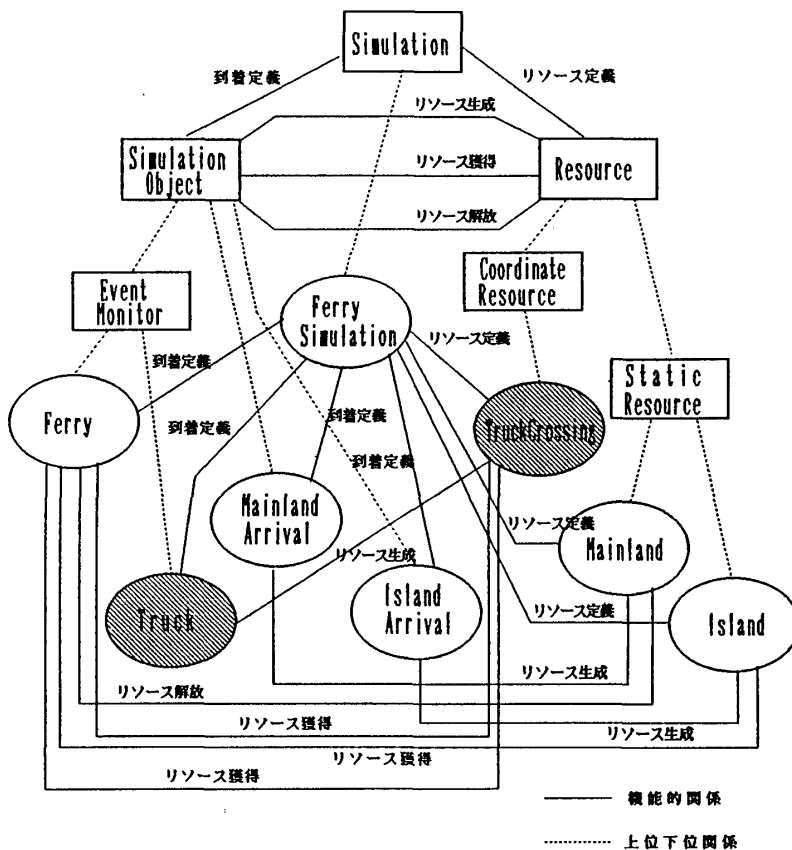 Simulation
到着定義
リソース定義
リソース生成
Simulation
Object
リソース獲得
Resource
リソース解放
Event
Monitor
Coordinate
Resource
Ferry
Simulation
リソース定義
到着定義
Static
Resource
Ferry
到着定義
到着定義
TruckCrossing
到着定義
Mainland
Arrival
リソース定義
Mainland
リソース生成
Truck
Island
Arrival
リソース定義
Island
リソース生成
リソース解放
リソース獲得
リソース生成
リソース獲得
リソース獲得
機能的関係
上位下位関係